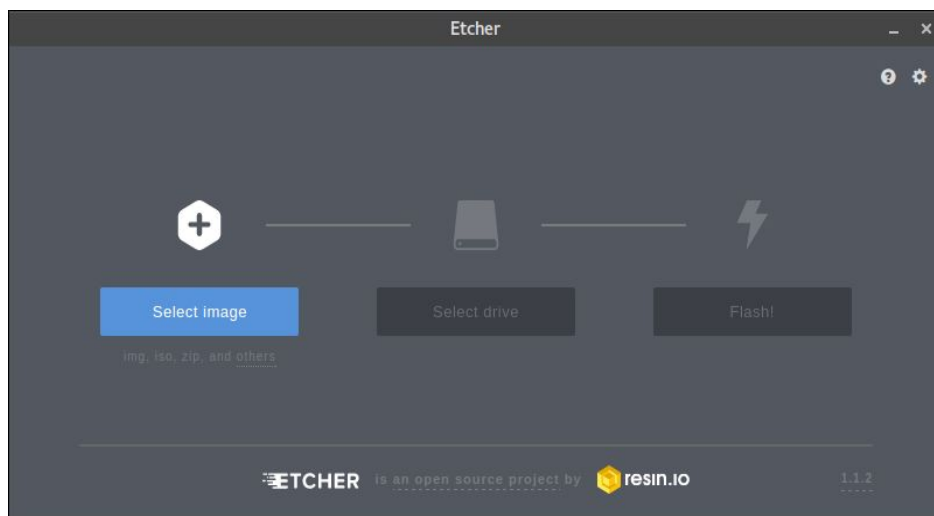 Etcher
Select image
Select drive
Flash!
img, iso, zip, and others
ETCHER is an open source project by resin.io 1.1.2